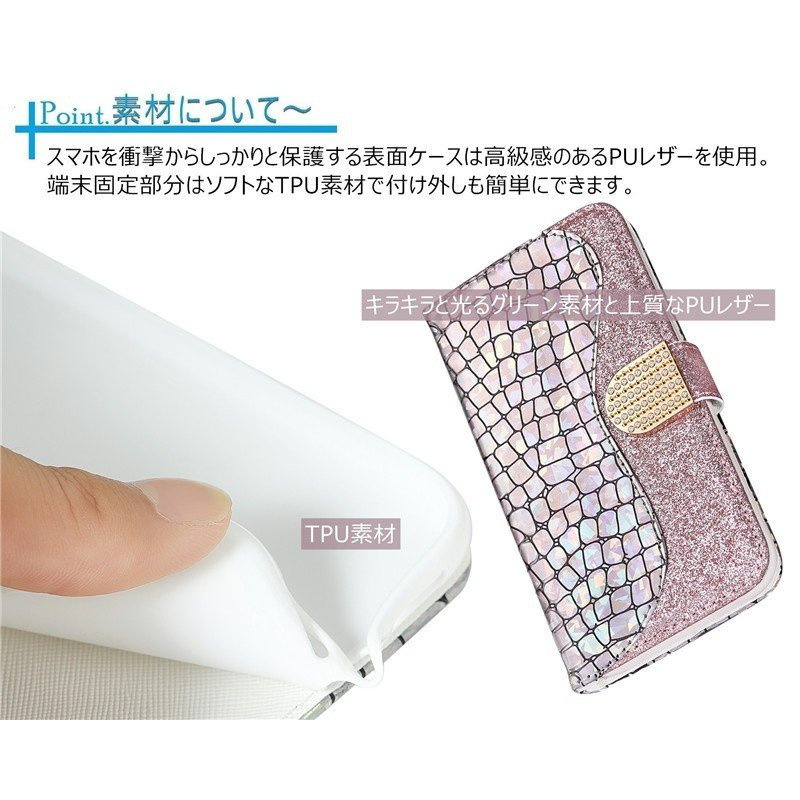 Point.素材について～
スマホを衝撃からしっかりと保護する表面ケースは高級感のあるPUレザーを使用。
端末固定部分はソフトなTPU素材で付け外しも簡単にできます。
キラキラと光るグリーン素材と上質なPUレザー
TPU素材